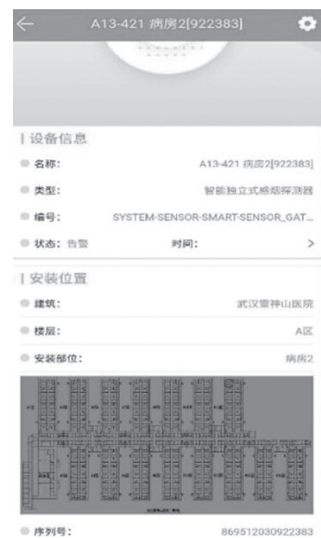 A13-421 病房2[922383]
设备信息
名称: A13-421 病房2[922383]
类型: 智能独立式感烟探测器
编号: SYSTEM-SENSOR-SMART-SENSOR_GAT...
状态: 告警 时间: >
安装位置
建筑: 武汉雷神山医院
楼层: A区
安装部位: 病房2
序列号: 869512030922383